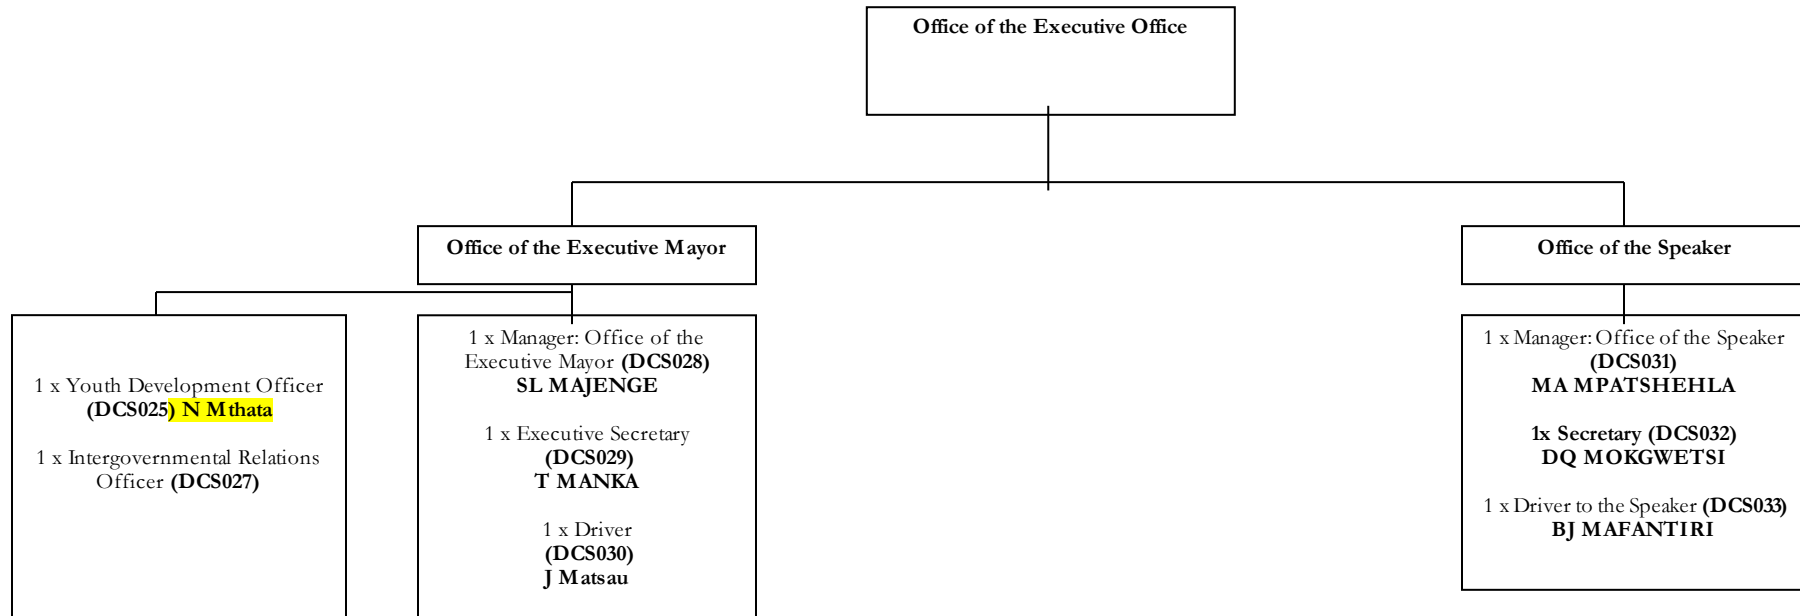 Office of the Executive Office
Office of the Executive Mayor
Office of the Speaker
1 x Youth Development Officer
(DCS025) N Mthata
1 x Intergovernmental Relations
Officer (DCS027)
1 x Manager: Office of the
Executive Mayor (DCS028)
SL MAJENGE
1 x Executive Secretary
(DCS029)
T MANKA
1 x Driver
(DCS030)
J Matsau
1 x Manager: Office of the Speaker
(DCS031)
MA MPATSHEHLA
1x Secretary (DCS032)
DQ MOKGWETSI
1 x Driver to the Speaker (DCS033)
BJ MAFANTIRI